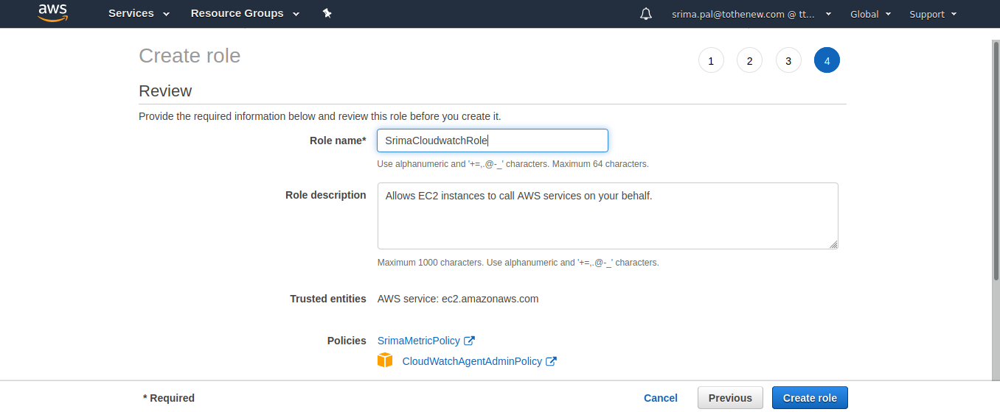 aws Services Resource Groups srima.pal@tothenew.com @ tt... Global Support
Create role
1 2 3 4
Review
Provide the required information below and review this role before you create it.
Role name* SrimaCloudwatchRole
Use alphanumeric and '+=,.@-_' characters. Maximum 64 characters.
Role description Allows EC2 instances to call AWS services on your behalf.
Maximum 1000 characters. Use alphanumeric and '+=,.@-_' characters.
Trusted entities AWS service: ec2.amazonaws.com
Policies SrimaMetricPolicy
CloudWatchAgentAdminPolicy
* Required Cancel Previous Create role